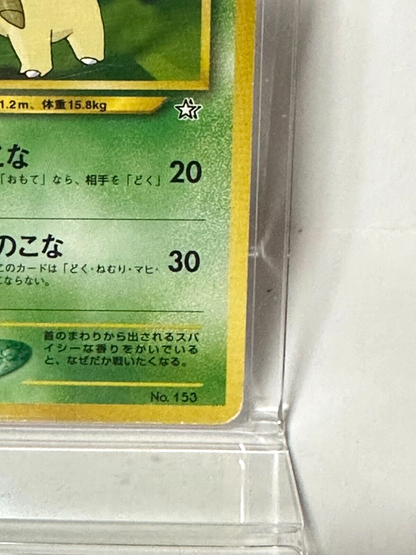 1.2m、体重15.8kg
こな 20
「おもて」なら、相手を「どく」
のこな 30
このカードは「どく・ねむり・マヒ・
こならない。
首のまわりから出されるスパ
イシーな香りをかいでいる
と、なぜだか戦いたくなる。
No. 153